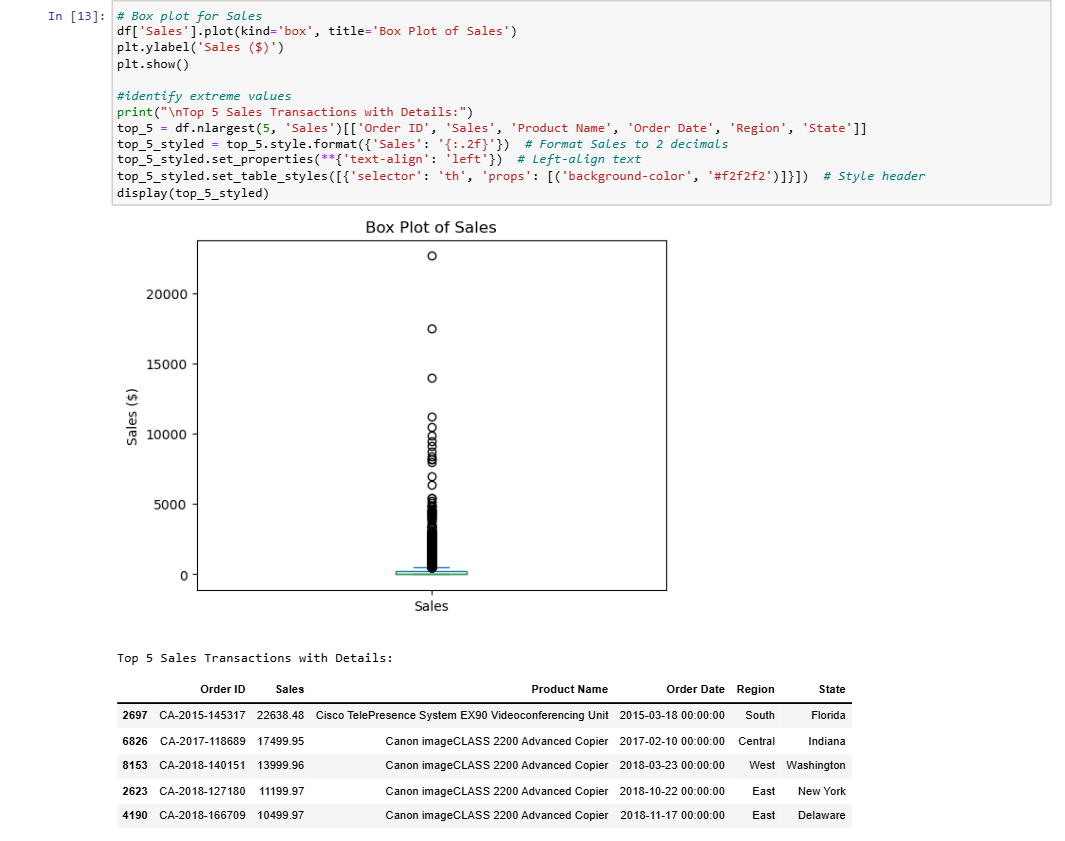 In [13]: # Box plot for Sales
df['Sales'].plot(kind='box', title='Box Plot of Sales')
plt.ylabel('Sales ($)')
plt.show()
#identify extreme values
print("\nTop 5 Sales Transactions with Details:")
top_5 = df.nlargest(5, 'Sales')[['Order ID', 'Sales', 'Product Name', 'Order Date', 'Region', 'State']]
top_5_styled = top_5.style.format({'Sales': '{:.2f}'})  # Format Sales to 2 decimals
top_5_styled.set_properties(**{'text-align': 'left'})  # Left-align text
top_5_styled.set_table_styles([{'selector': 'th', 'props': [('background-color', '#f2f2f2')]}])  # Style header
display(top_5_styled)
Box Plot of Sales
20000
15000
10000
5000
0
Sales ($)
Sales
Top 5 Sales Transactions with Details:
Order ID Sales Product Name Order Date Region State
2697 CA-2015-145317 22638.48 Cisco TelePresence System EX90 Videoconferencing Unit 2015-03-18 00:00:00 South Florida
6826 CA-2017-118689 17499.95 Canon imageCLASS 2200 Advanced Copier 2017-02-10 00:00:00 Central Indiana
8153 CA-2018-140151 13999.96 Canon imageCLASS 2200 Advanced Copier 2018-03-23 00:00:00 West Washington
2623 CA-2018-127180 11199.97 Canon imageCLASS 2200 Advanced Copier 2018-10-22 00:00:00 East New York
4190 CA-2018-166709 10499.97 Canon imageCLASS 2200 Advanced Copier 2018-11-17 00:00:00 East Delaware